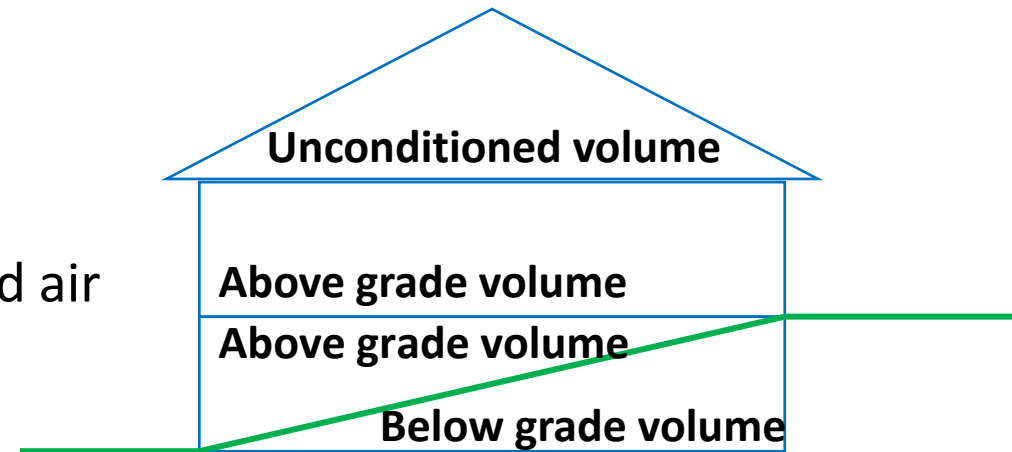 Unconditioned volume
d air
Above grade volume
Above grade volume
Below grade volume